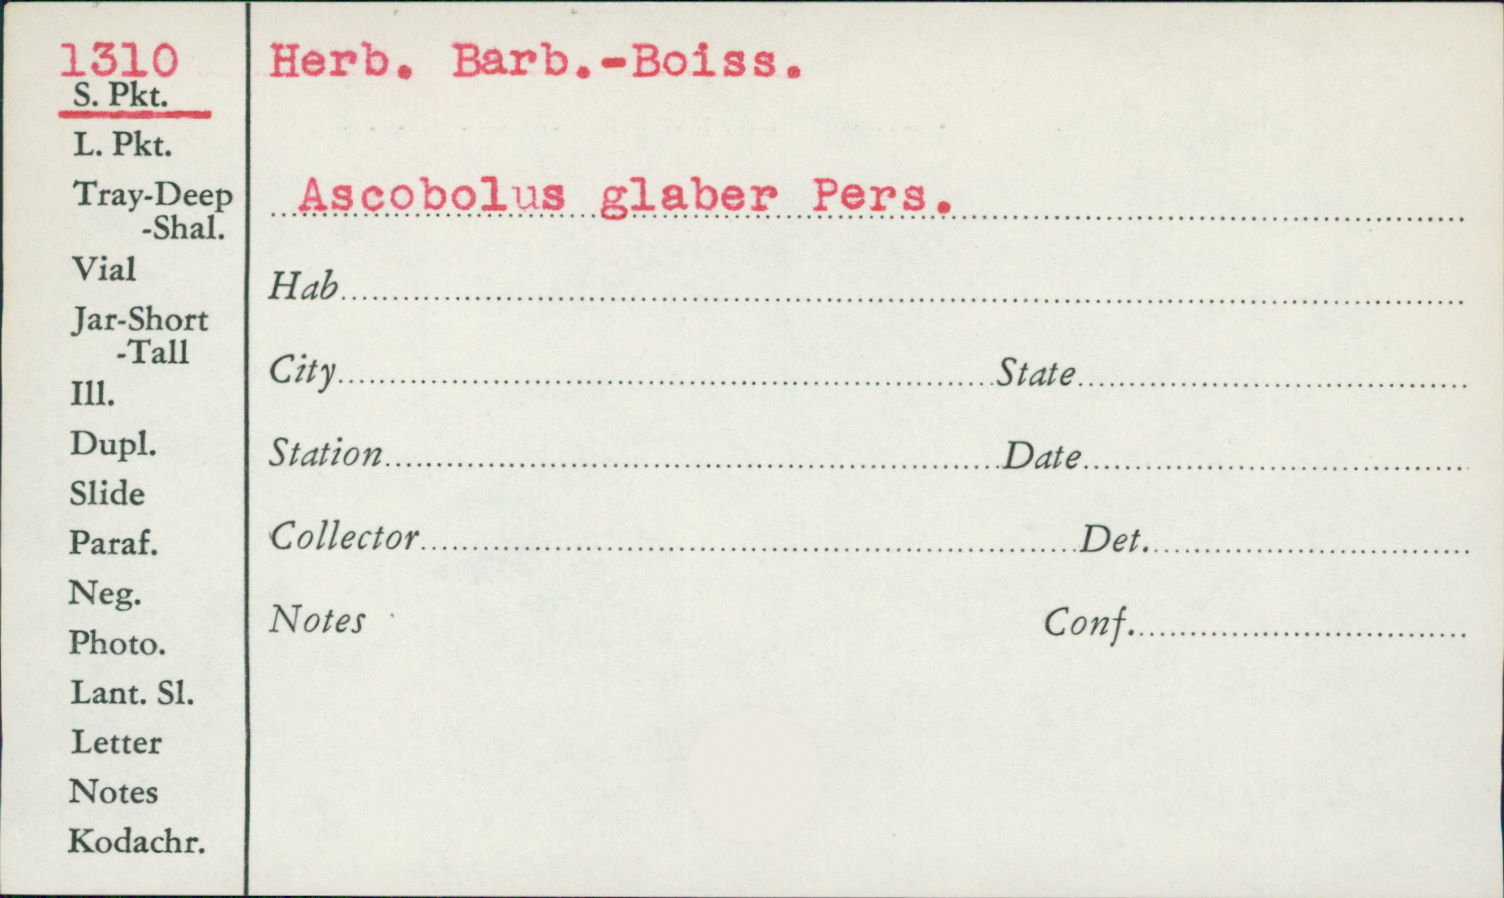 1310
S. Pkt.
L. Pkt.
Tray-Deep
-Shal.
Vial
Jar-Short
-Tall
Ill.
Dupl.
Slide
Paraf.
Neg.
Photo.
Lant. Sl.
Letter
Notes
Kodachr.
Herb. Barb.-Boiss.
Ascobolus glaber Pers.
Hab
City State
Station Date
Collector Det.
Notes Conf.